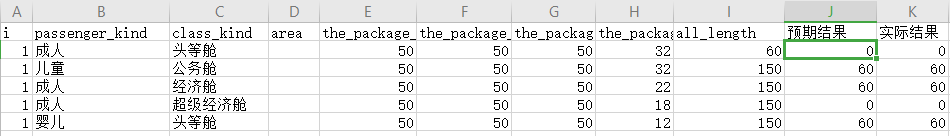 A B C D E F G H I J K
i passenger_kind class_kind area the_package_ the_package_ the_packag the_packag all_length 预期结果 实际结果
1 成人 头等舱 50 50 50 32 60 0 0
1 儿童 公务舱 50 50 50 32 150 60 60
1 成人 经济舱 50 50 50 22 150 60 60
1 成人 超级经济舱 50 50 50 18 150 0 0
1 婴儿 头等舱 50 50 50 12 150 60 60